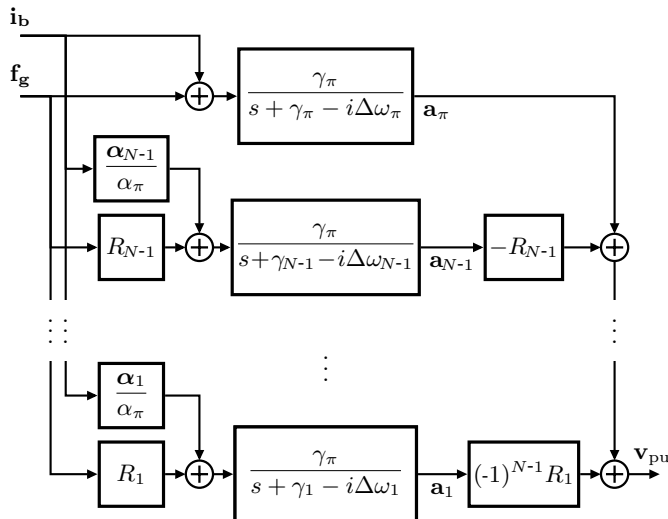 i_b
f_g
γ_π
s + γ_π − iΔω_π
a_π
α_{N-1}
α_π
R_{N-1}
γ_π
s+γ_{N-1} − iΔω_{N-1}
a_{N-1}
−R_{N-1}
α_1
α_π
R_1
γ_π
s + γ_1 − iΔω_1
a_1
(-1)^{N-1} R_1
v_pu